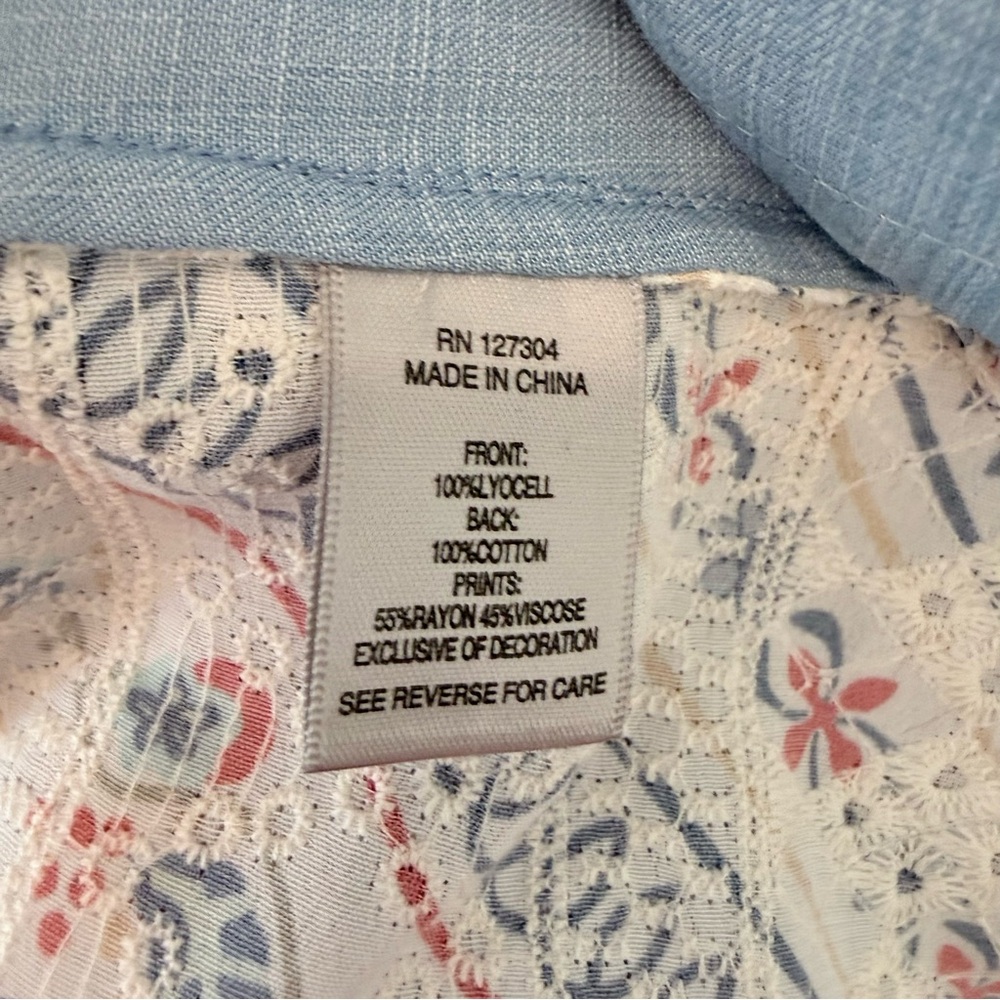 RN 127304
MADE IN CHINA
FRONT:
100%LYOCELL
BACK:
100%COTTON
PRINTS:
55%RAYON 45%VISCOSE
EXCLUSIVE OF DECORATION
SEE REVERSE FOR CARE